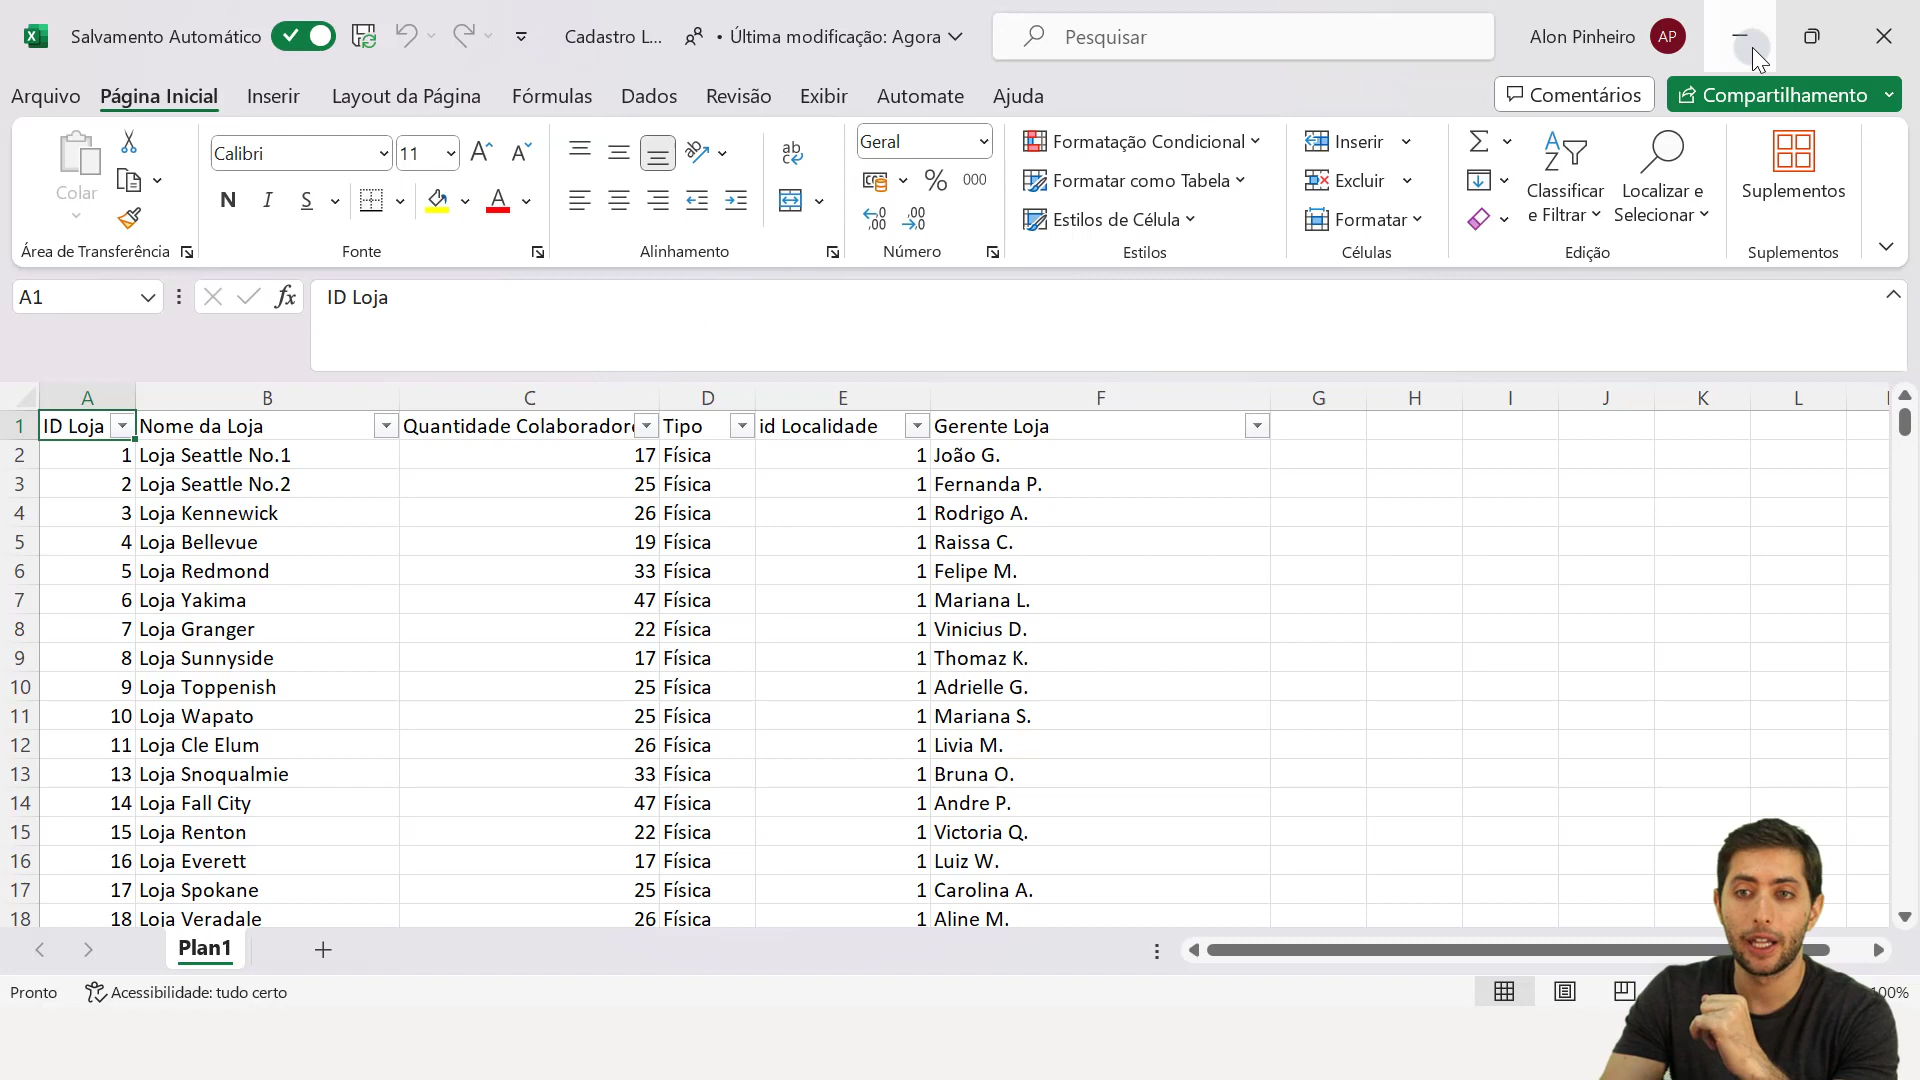 Salvamento Automático
Cadastro L... • Última modificação: Agora
Pesquisar
Alon Pinheiro AP
Arquivo Página Inicial Inserir Layout da Página Fórmulas Dados Revisão Exibir Automate Ajuda
Comentários Compartilhamento
Colar
Área de Transferência
Calibri 11
N I S
Fonte
ab
Alinhamento
Geral
% 000
Número
Formatação Condicional
Formatar como Tabela
Estilos de Célula
Estilos
Inserir
Excluir
Formatar
Células
Classificar e Filtrar
Localizar e Selecionar
Edição
Suplementos
Suplementos
A1 fx ID Loja
A B C D E F G H I J K L
1 ID Loja Nome da Loja Quantidade Colaborador Tipo id Localidade Gerente Loja
2 1 Loja Seattle No.1 17 Física 1 João G.
3 2 Loja Seattle No.2 25 Física 1 Fernanda P.
4 3 Loja Kennewick 26 Física 1 Rodrigo A.
5 4 Loja Bellevue 19 Física 1 Raissa C.
6 5 Loja Redmond 33 Física 1 Felipe M.
7 6 Loja Yakima 47 Física 1 Mariana L.
8 7 Loja Granger 22 Física 1 Vinicius D.
9 8 Loja Sunnyside 17 Física 1 Thomaz K.
10 9 Loja Toppenish 25 Física 1 Adrielle G.
11 10 Loja Wapato 25 Física 1 Mariana S.
12 11 Loja Cle Elum 26 Física 1 Livia M.
13 13 Loja Snoqualmie 33 Física 1 Bruna O.
14 14 Loja Fall City 47 Física 1 Andre P.
15 15 Loja Renton 22 Física 1 Victoria Q.
16 16 Loja Everett 17 Física 1 Luiz W.
17 17 Loja Spokane 25 Física 1 Carolina A.
18 18 Loja Veradale 26 Física 1 Aline M.
Plan1
Pronto Acessibilidade: tudo certo
100%